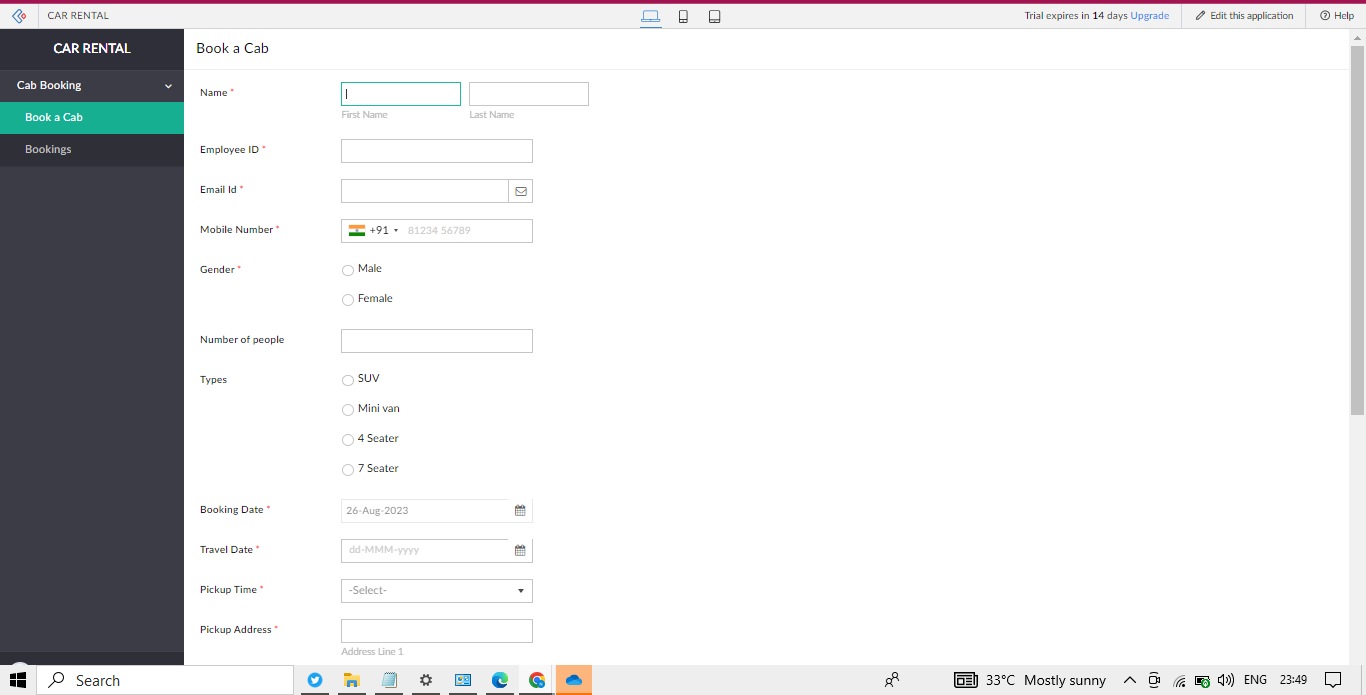 CAR RENTAL
Trial expires in 14 days Upgrade
Edit this application
Help
CAR RENTAL
Cab Booking
Book a Cab
Bookings
Book a Cab
Name *
First Name
Last Name
Employee ID *
Email Id *
Mobile Number *
+91
81234 56789
Gender *
Male
Female
Number of people
Types
SUV
Mini van
4 Seater
7 Seater
Booking Date *
26-Aug-2023
Travel Date *
dd-MMM-yyyy
Pickup Time *
-Select-
Pickup Address *
Address Line 1
Search
33°C Mostly sunny
ENG
23:49